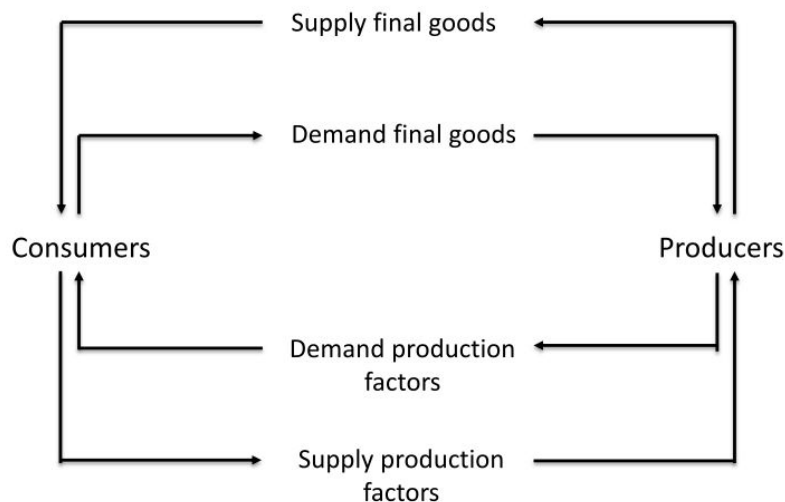 Supply final goods
Demand final goods
Consumers
Producers
Demand production
factors
Supply production
factors